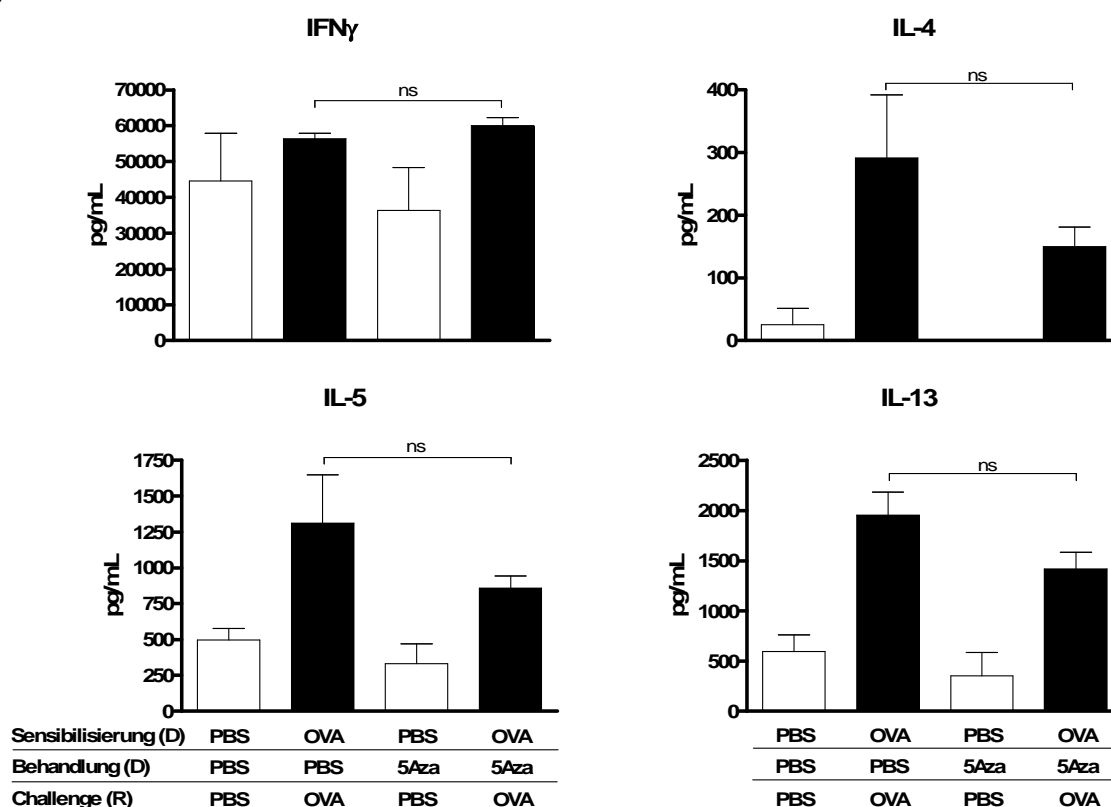 IFNγ
ns
70000
60000
50000
40000
30000
20000
10000
0
pg/mL
IL-4
ns
400
300
200
100
0
pg/mL
IL-5
ns
1750
1500
1250
1000
750
500
250
0
pg/mL
IL-13
ns
2500
2000
1500
1000
500
0
pg/mL
Sensibilisierung (D) PBS OVA PBS OVA
Behandlung (D) PBS PBS 5Aza 5Aza
Challenge (R) PBS OVA PBS OVA
PBS OVA PBS OVA
PBS PBS 5Aza 5Aza
PBS OVA PBS OVA